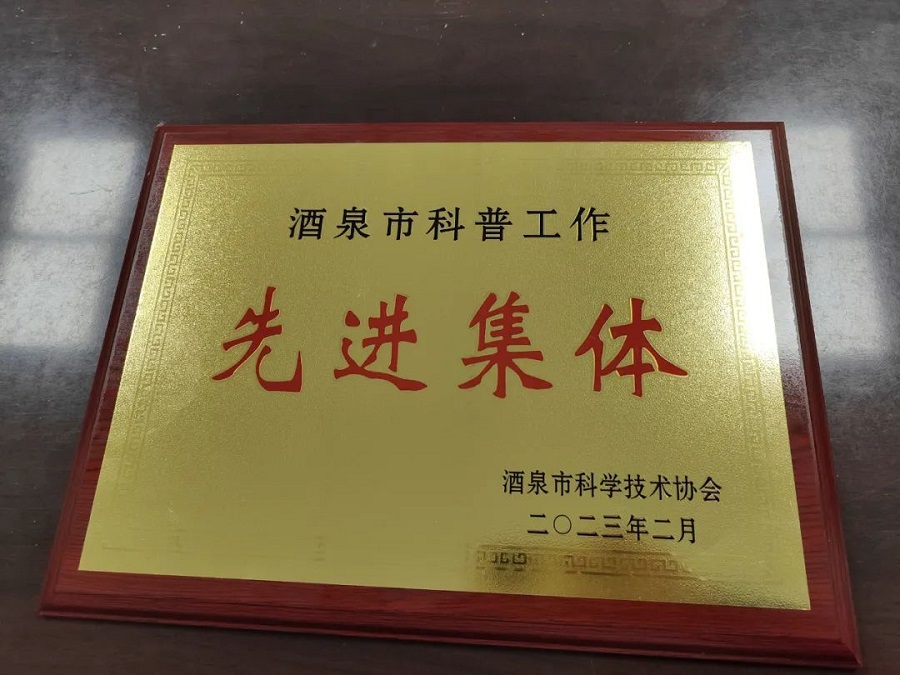 酒泉市科普工作
先进集体
酒泉市科学技术协会
二〇二三年二月